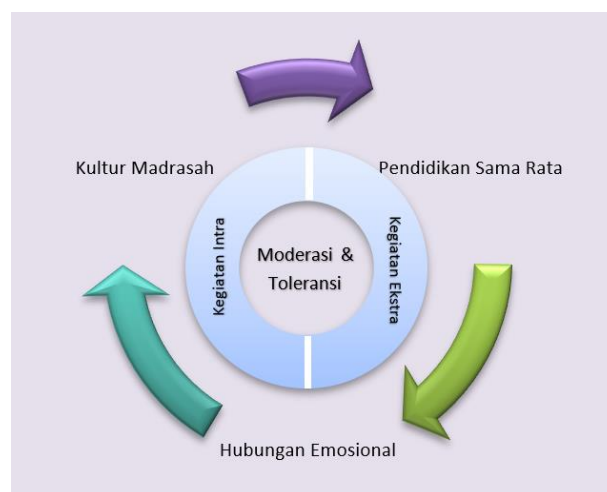 Kultur Madrasah
Pendidikan Sama Rata
Kegiatan Intra
Moderasi &
Toleransi
Kegiatan Ekstra
Hubungan Emosional